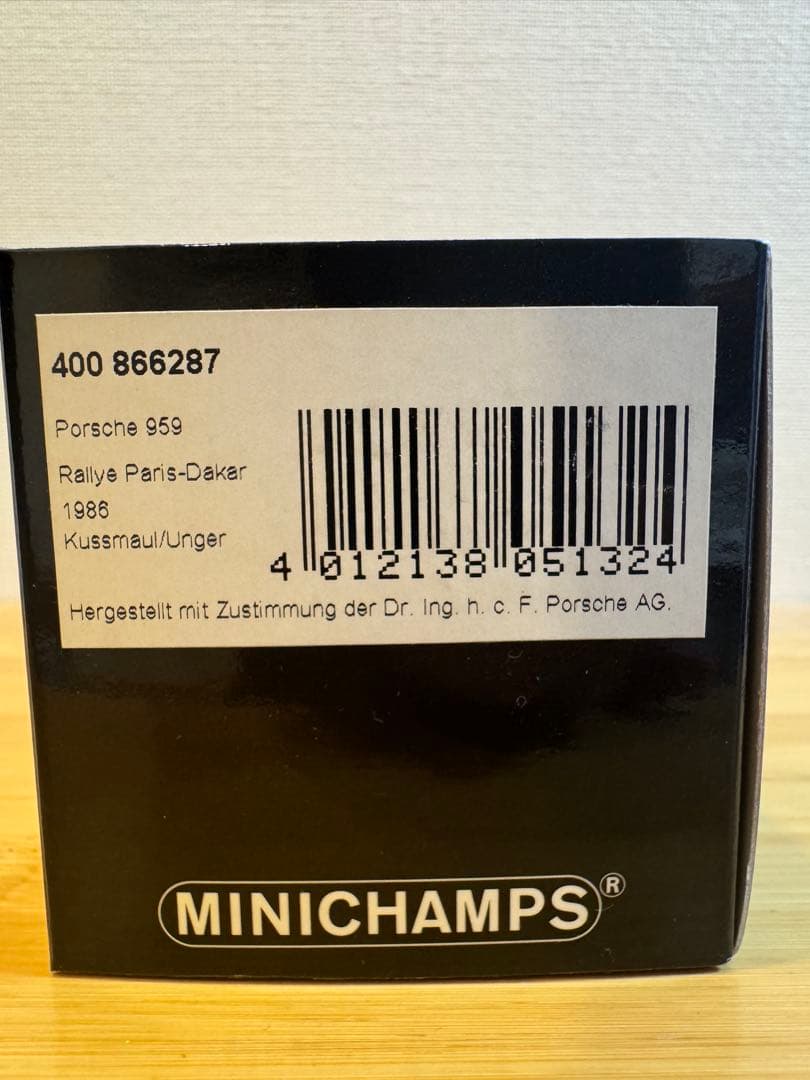 400 866287
Porsche 959
Rallye Paris-Dakar
1986
Kussmaul/Unger
4 012138 051324
Hergestellt mit Zustimmung der Dr. Ing. h. c. F. Porsche AG.
MINICHAMPS®